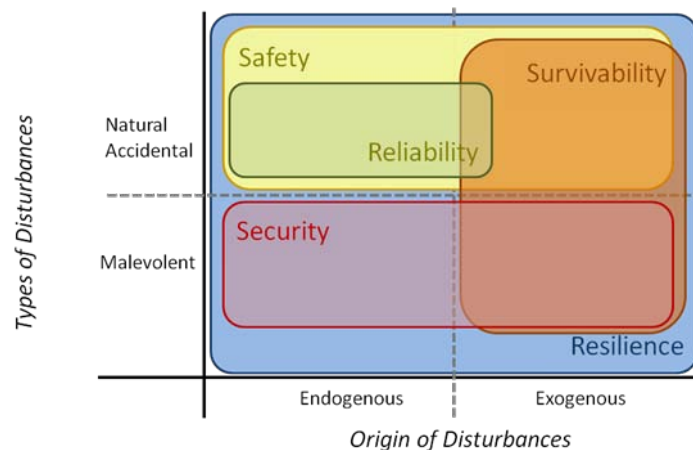 Safety
Survivability
Natural
Accidental
Reliability
Types of Disturbances
Security
Malevolent
Resilience
Endogenous
Exogenous
Origin of Disturbances